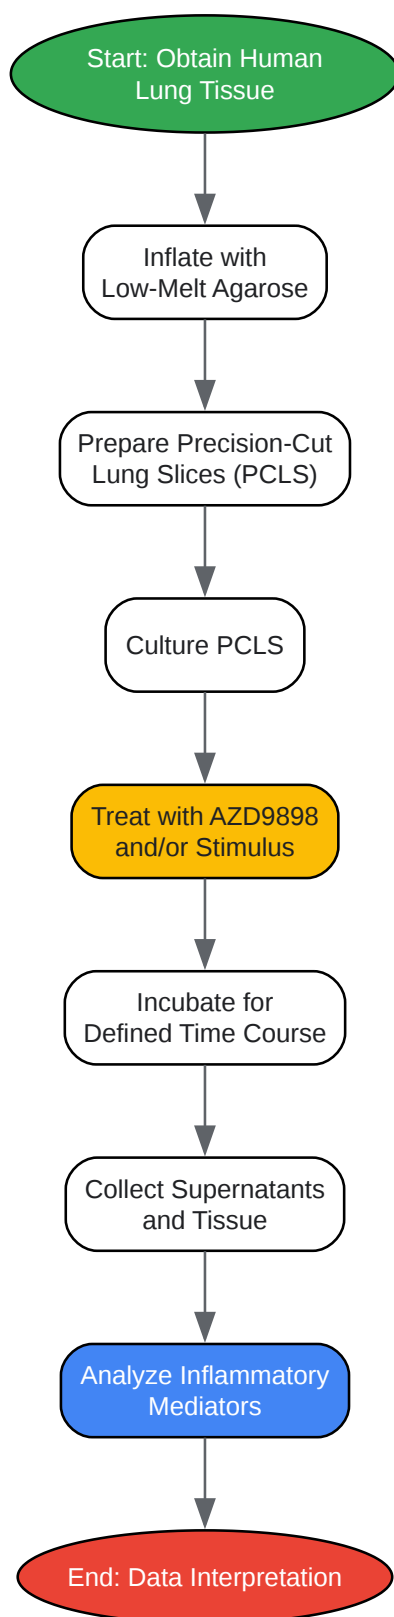 Start: Obtain Human
Lung Tissue
Inflate with
Low-Melt Agarose
Prepare Precision-Cut
Lung Slices (PCLS)
Culture PCLS
Treat with AZD9898
and/or Stimulus
Incubate for
Defined Time Course
Collect Supernatants
and Tissue
Analyze Inflammatory
Mediators
End: Data Interpretation